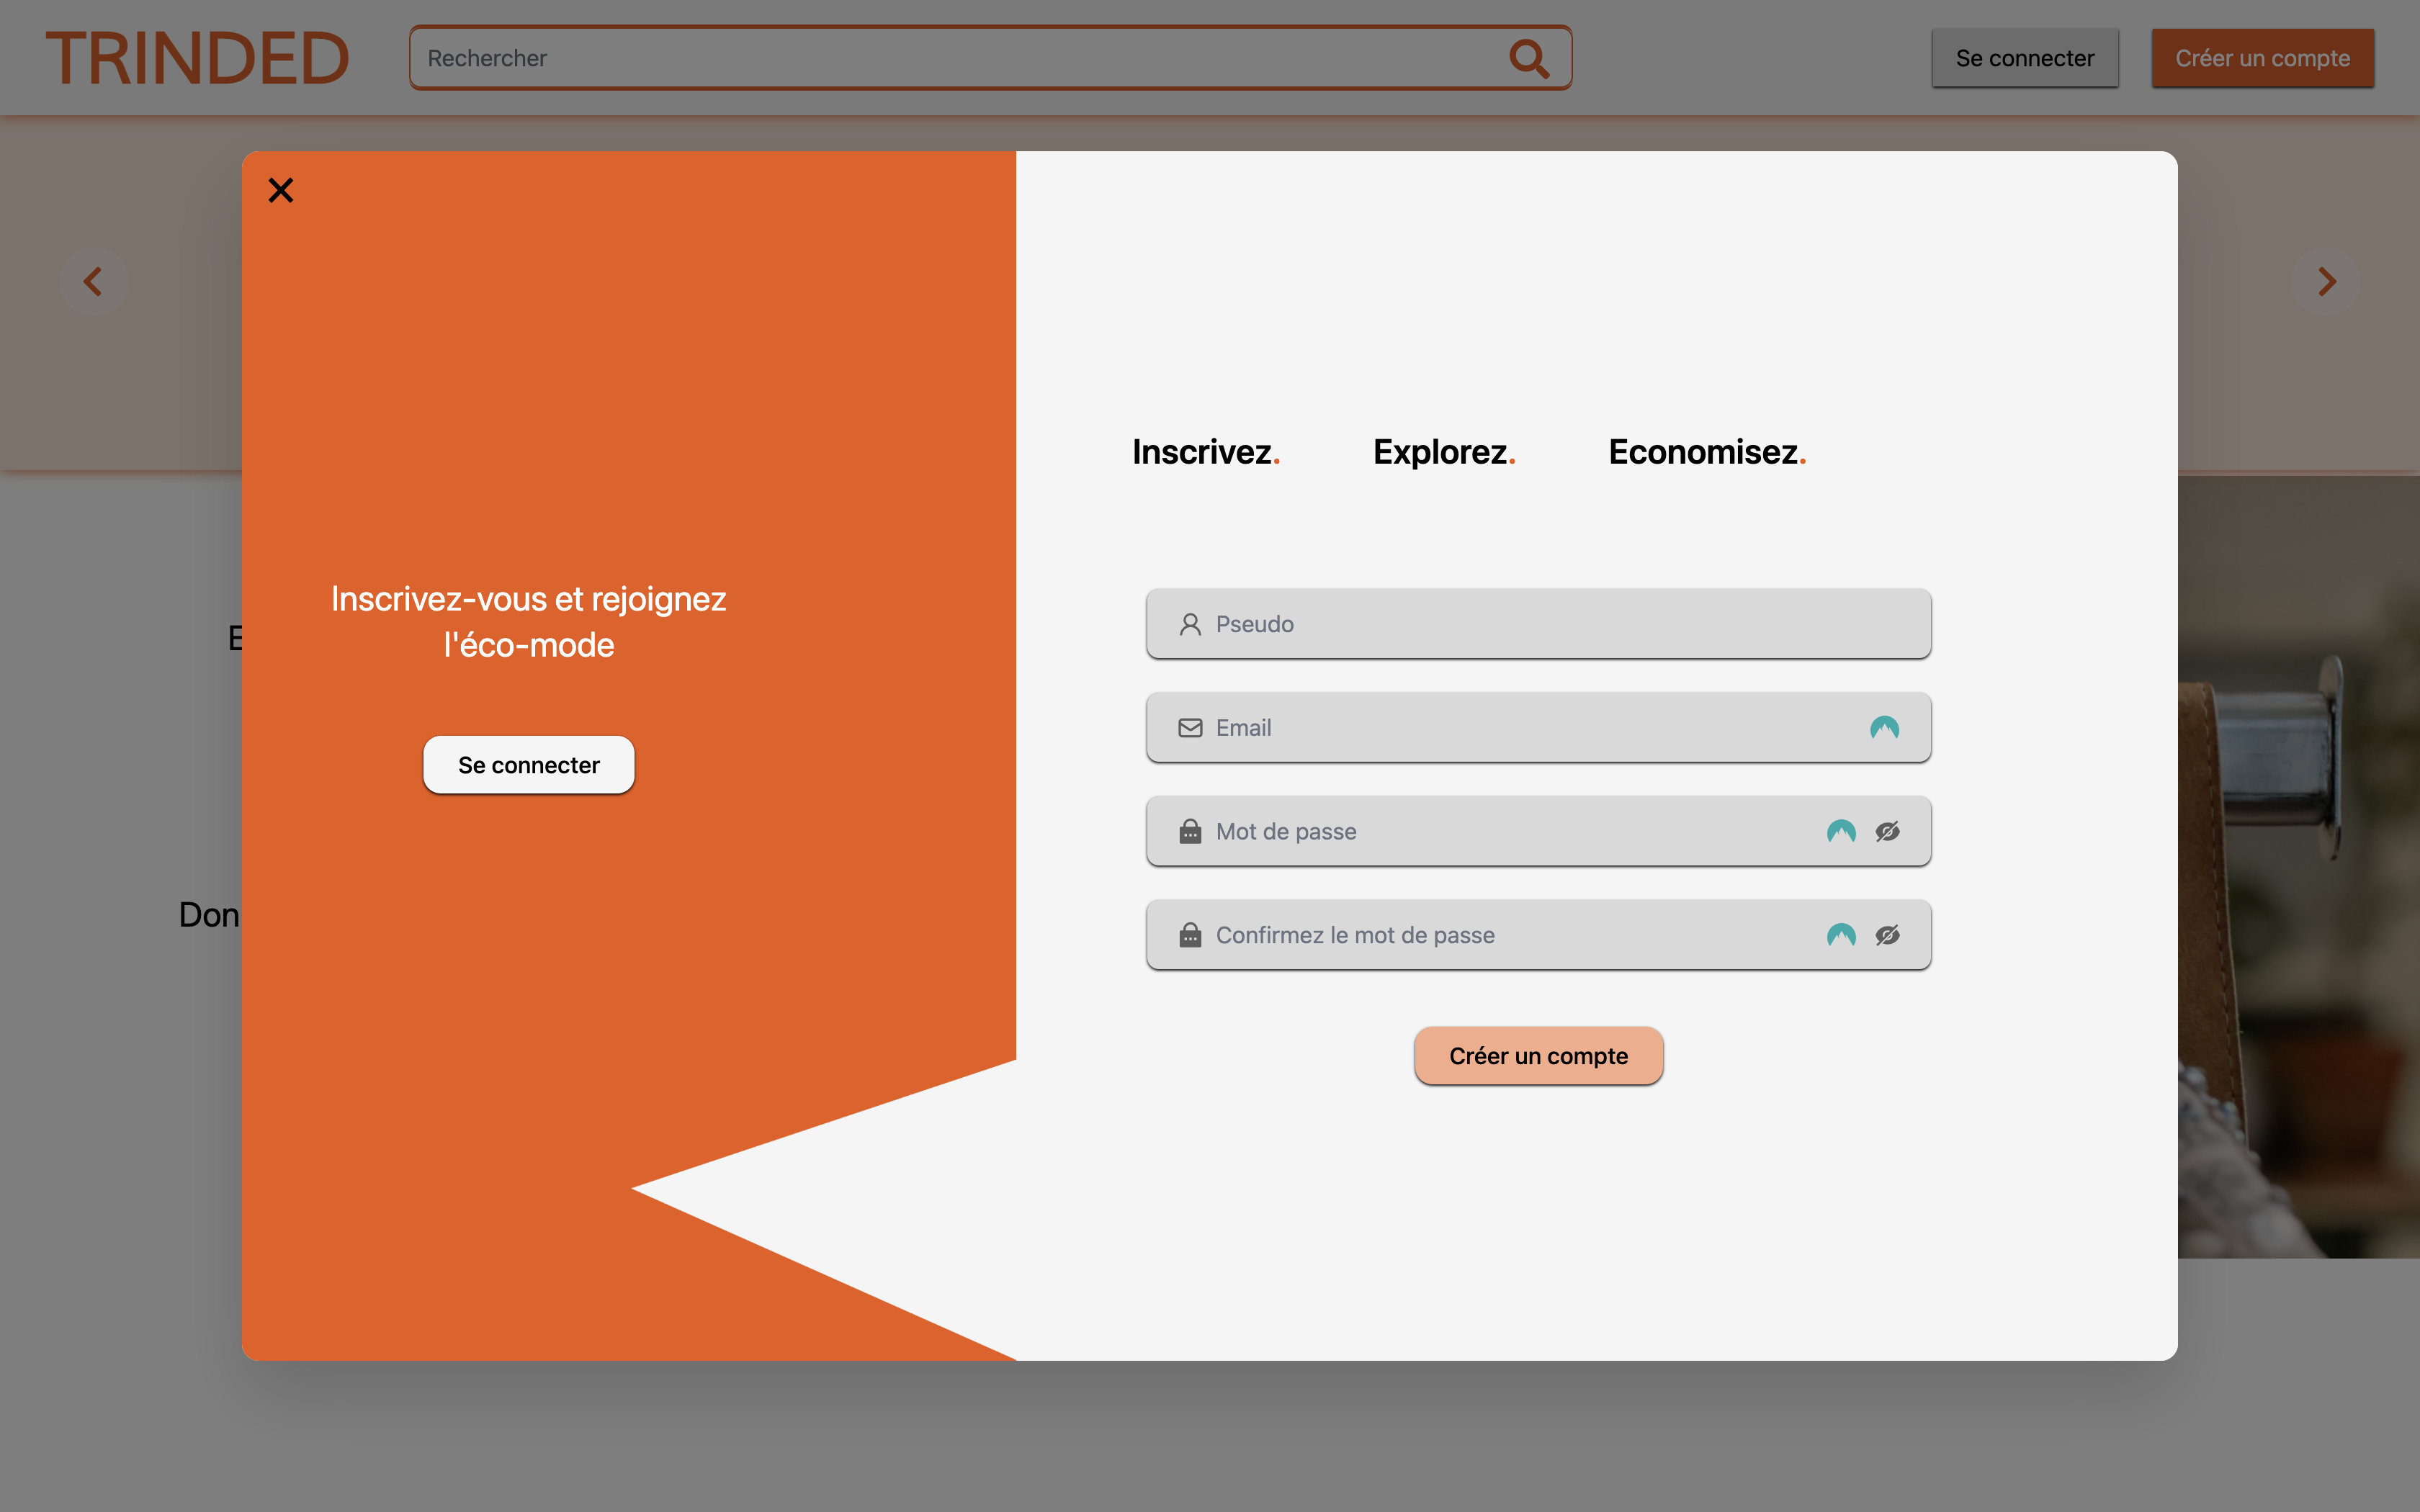 TRINDED
Rechercher
Se connecter
Créer un compte
Inscrivez. Explorez. Economisez.
Inscrivez-vous et rejoignez
l'éco-mode
Se connecter
Pseudo
Email
Mot de passe
Confirmez le mot de passe
Créer un compte
E
Don